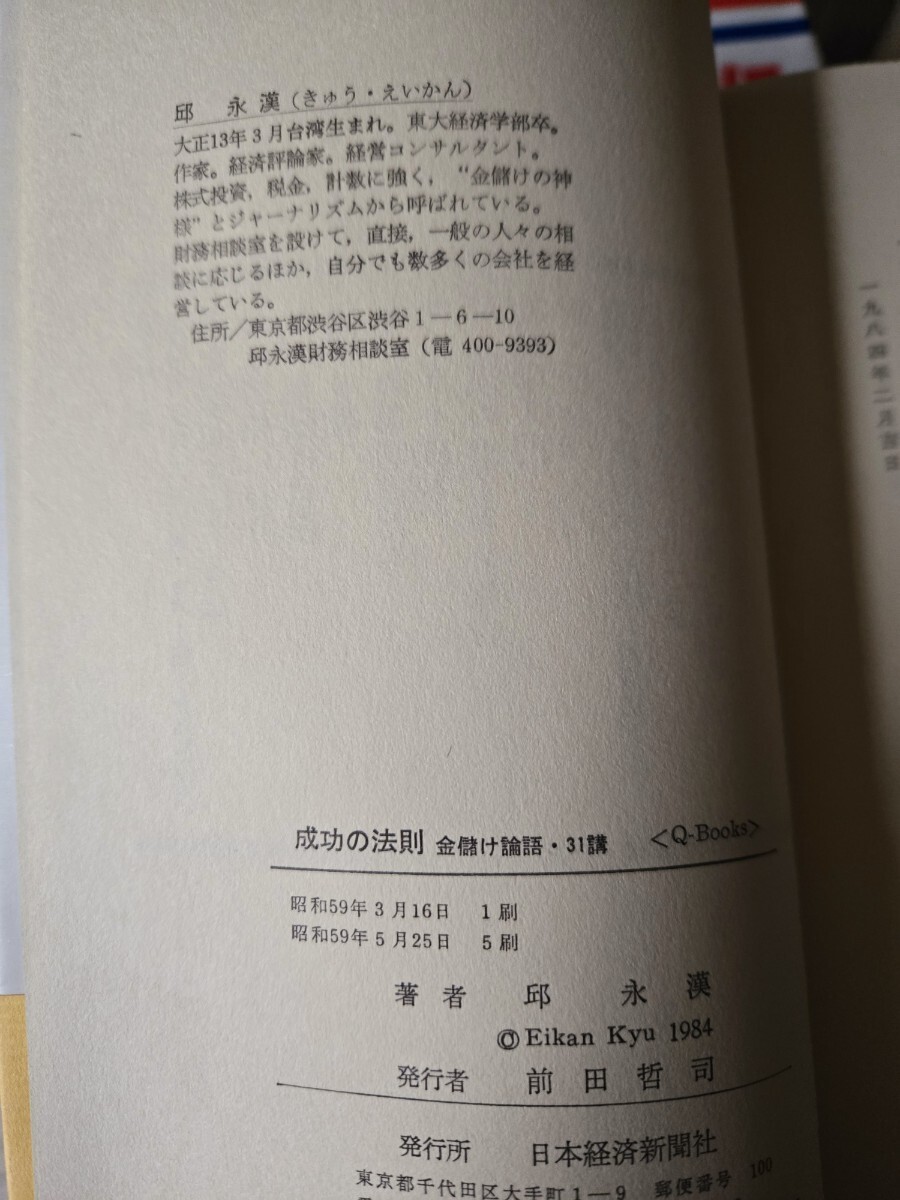 邱　永漢（きゅう・えいかん）
大正13年3月台湾生まれ。東大経済学部卒。
作家。経済評論家。経営コンサルタント。
株式投資，税金，計数に強く，“金儲けの神
様”とジャーナリズムから呼ばれている。
財務相談室を設けて，直接，一般の人々の相
談に応じるほか，自分でも数多くの会社を経
営している。
住所／東京都渋谷区渋谷1－6－10
邱永漢財務相談室（電 400-9393）
一九八四年二月吉日
成功の法則 金儲け論語・31講 〈Q-Books〉
昭和59年3月16日 1刷
昭和59年5月25日 5刷
著者 邱 永漢
© Eikan Kyu 1984
発行者 前田哲司
発行所 日本経済新聞社
東京都千代田区大手町1－9 郵便番号 100